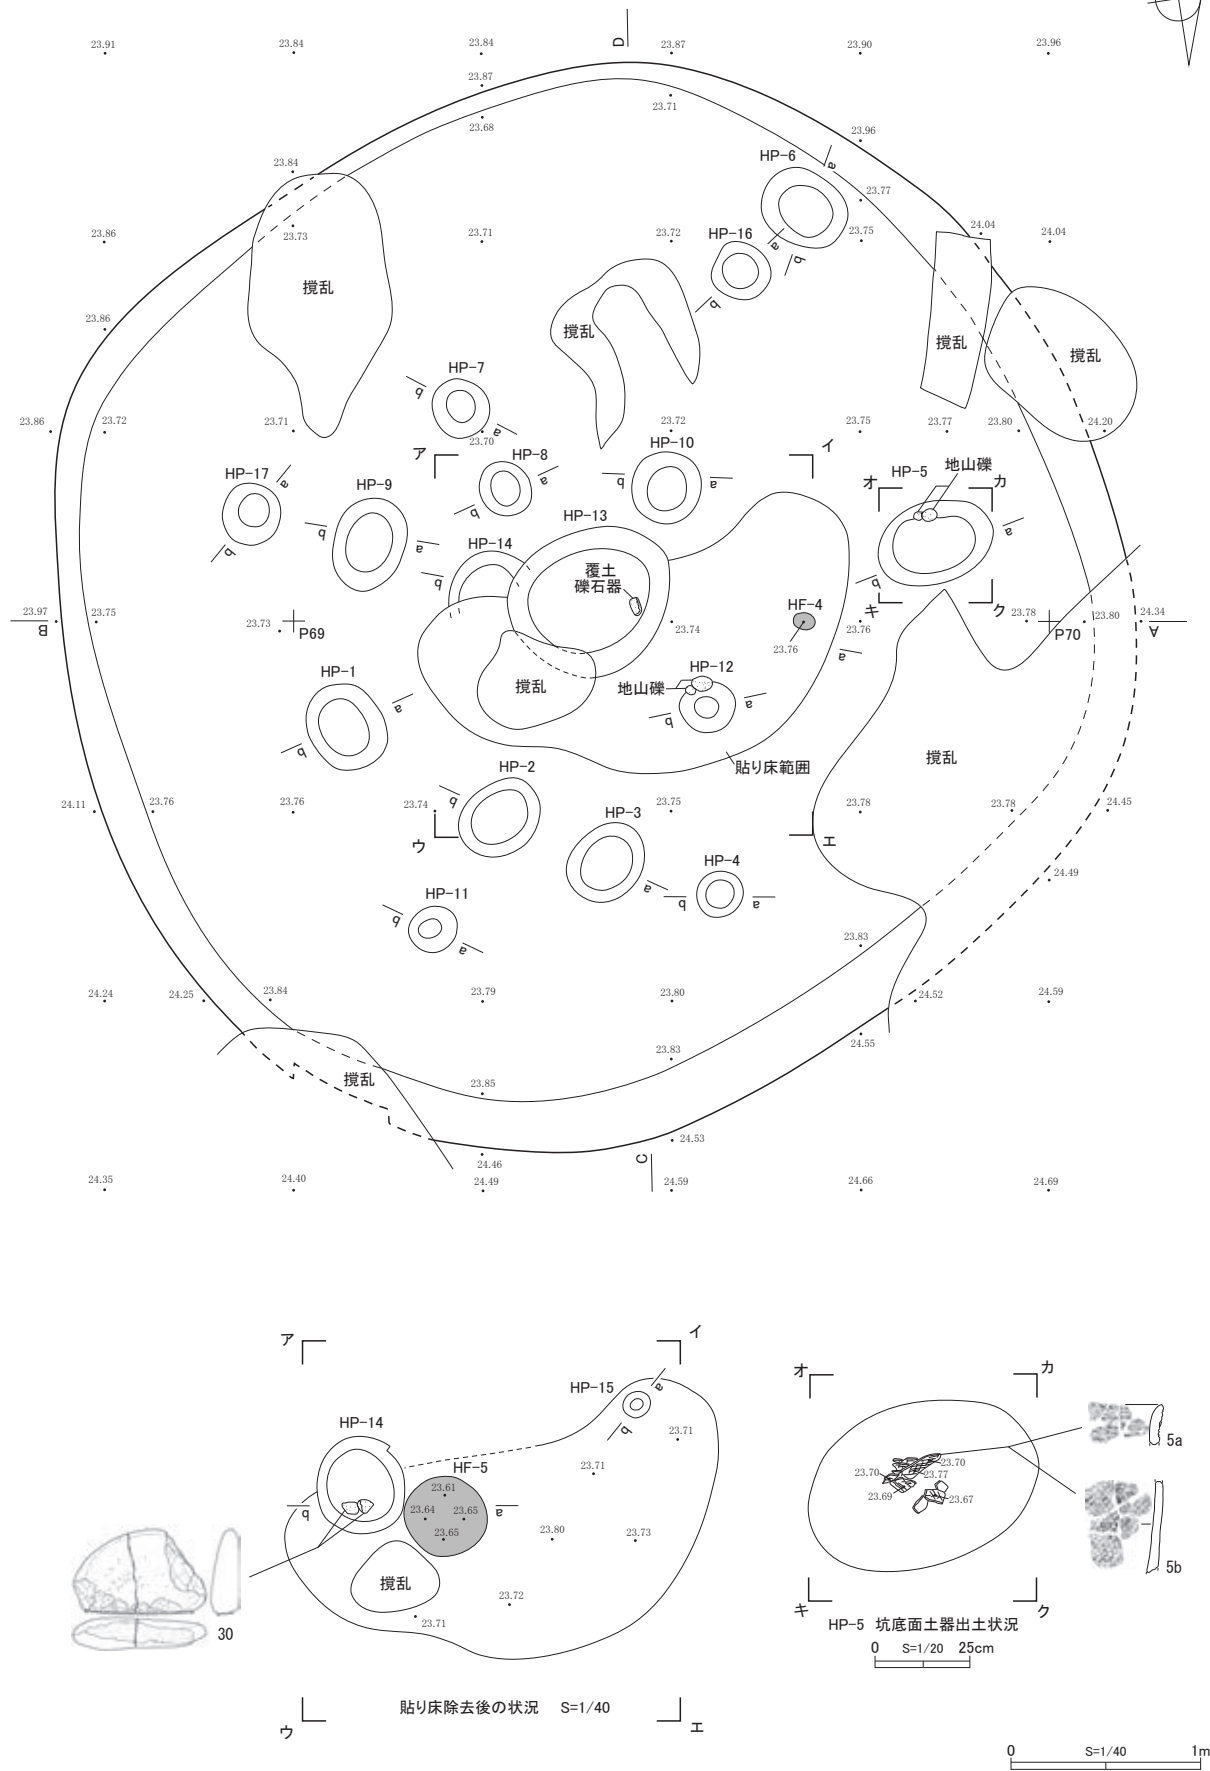 D
23.91
23.84
23.84
23.87
23.90
23.96
23.87
23.71
23.68
23.96
HP-6
a
23.84
23.77
23.86
23.73
23.71
23.72
HP-16
a
23.75
24.04
24.04
b
搅乱
b
23.86
搅乱
搅乱
搅乱
HP-7
b
23.86
23.72
23.71
23.70
a
23.72
23.75
23.77
23.80
24.20
ア
HP-8
HP-10
イ
HP-17
a
HP-9
a
b
a
オ
HP-5
地山礫
カ
b
b
HP-13
a
b
a
HP-14
b
覆土
礫石器
b
23.97
B
23.75
23.73
P69
23.74
HF-4
23.76
23.76
キ
ク
23.78
P70
23.80
24.34
A
a
HP-1
a
搅乱
地山礫
HP-12
a
b
b
貼り床範囲
搅乱
HP-2
b
24.11
23.76
23.76
23.74
23.75
23.78
23.78
24.45
ウ
HP-3
エ
HP-4
a
b
a
24.49
HP-11
b
a
23.83
24.24
24.25
23.84
23.79
23.80
24.52
24.59
24.55
23.83
搅乱
23.85
24.53
C
24.46
24.35
24.40
24.49
24.59
24.66
24.69
ア
イ
オ
カ
HP-15
a
b
HP-14
23.71
HF-5
23.71
23.61
b
23.64
23.65
a
23.65
23.80
23.73
搅乱
23.72
23.71
30
ウ
エ
貼り床除去後の状況 S=1/40
23.70
23.70
23.77
23.69
23.67
5a
5b
キ
ク
HP-5 坑底面土器出土状況
0 S=1/20 25cm
0 S=1/40 1m